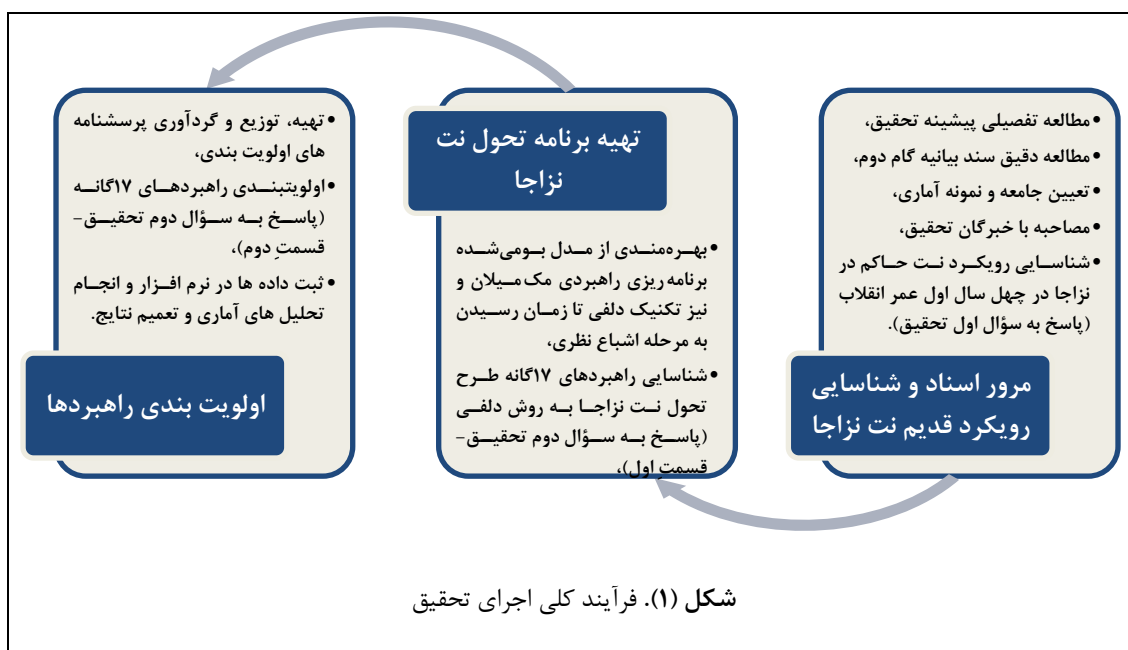 •مطالعه تفصیلی پیشینه تحقیق،
•مطالعه دقیق سند بیانیه گام دوم،
•تعیین جامعه و نمونه آماری،
•مصاحبه با خبرگان تحقیق،
•شناسایی رویکرد نت حاکم در
نزاجا در چهل سال اول عمر انقلاب
(پاسخ به سؤال اول تحقیق).
مرور اسناد و شناسایی
رویکرد قدیم نت نزاجا
تهیه برنامه تحول نت
نزاجا
•بهره‌مندی از مدل بومی‌شده
برنامه ریزی راهبردی مک‌میلان و
نیز تکنیک دلفی تا زمان رسیدن
به مرحله اشباع نظری،
•شناسایی راهبردهای ۱۷گانه طرح
تحول نت نزاجا به روش دلفی
(پاسخ به سؤال دوم تحقیق-
قسمتِ اول)،
•تهیه، توزیع و گردآوری پرسشنامه
های اولویت بندی،
•اولویتبندی راهبردهای ۱۷گانه
(پاسخ به سؤال دوم تحقیق-
قسمتِ دوم)،
•ثبت داده ها در نرم افزار و انجام
تحلیل های آماری و تعمیم نتایج.
اولویت بندی راهبردها
شکل (۱). فرآیند کلی اجرای تحقیق